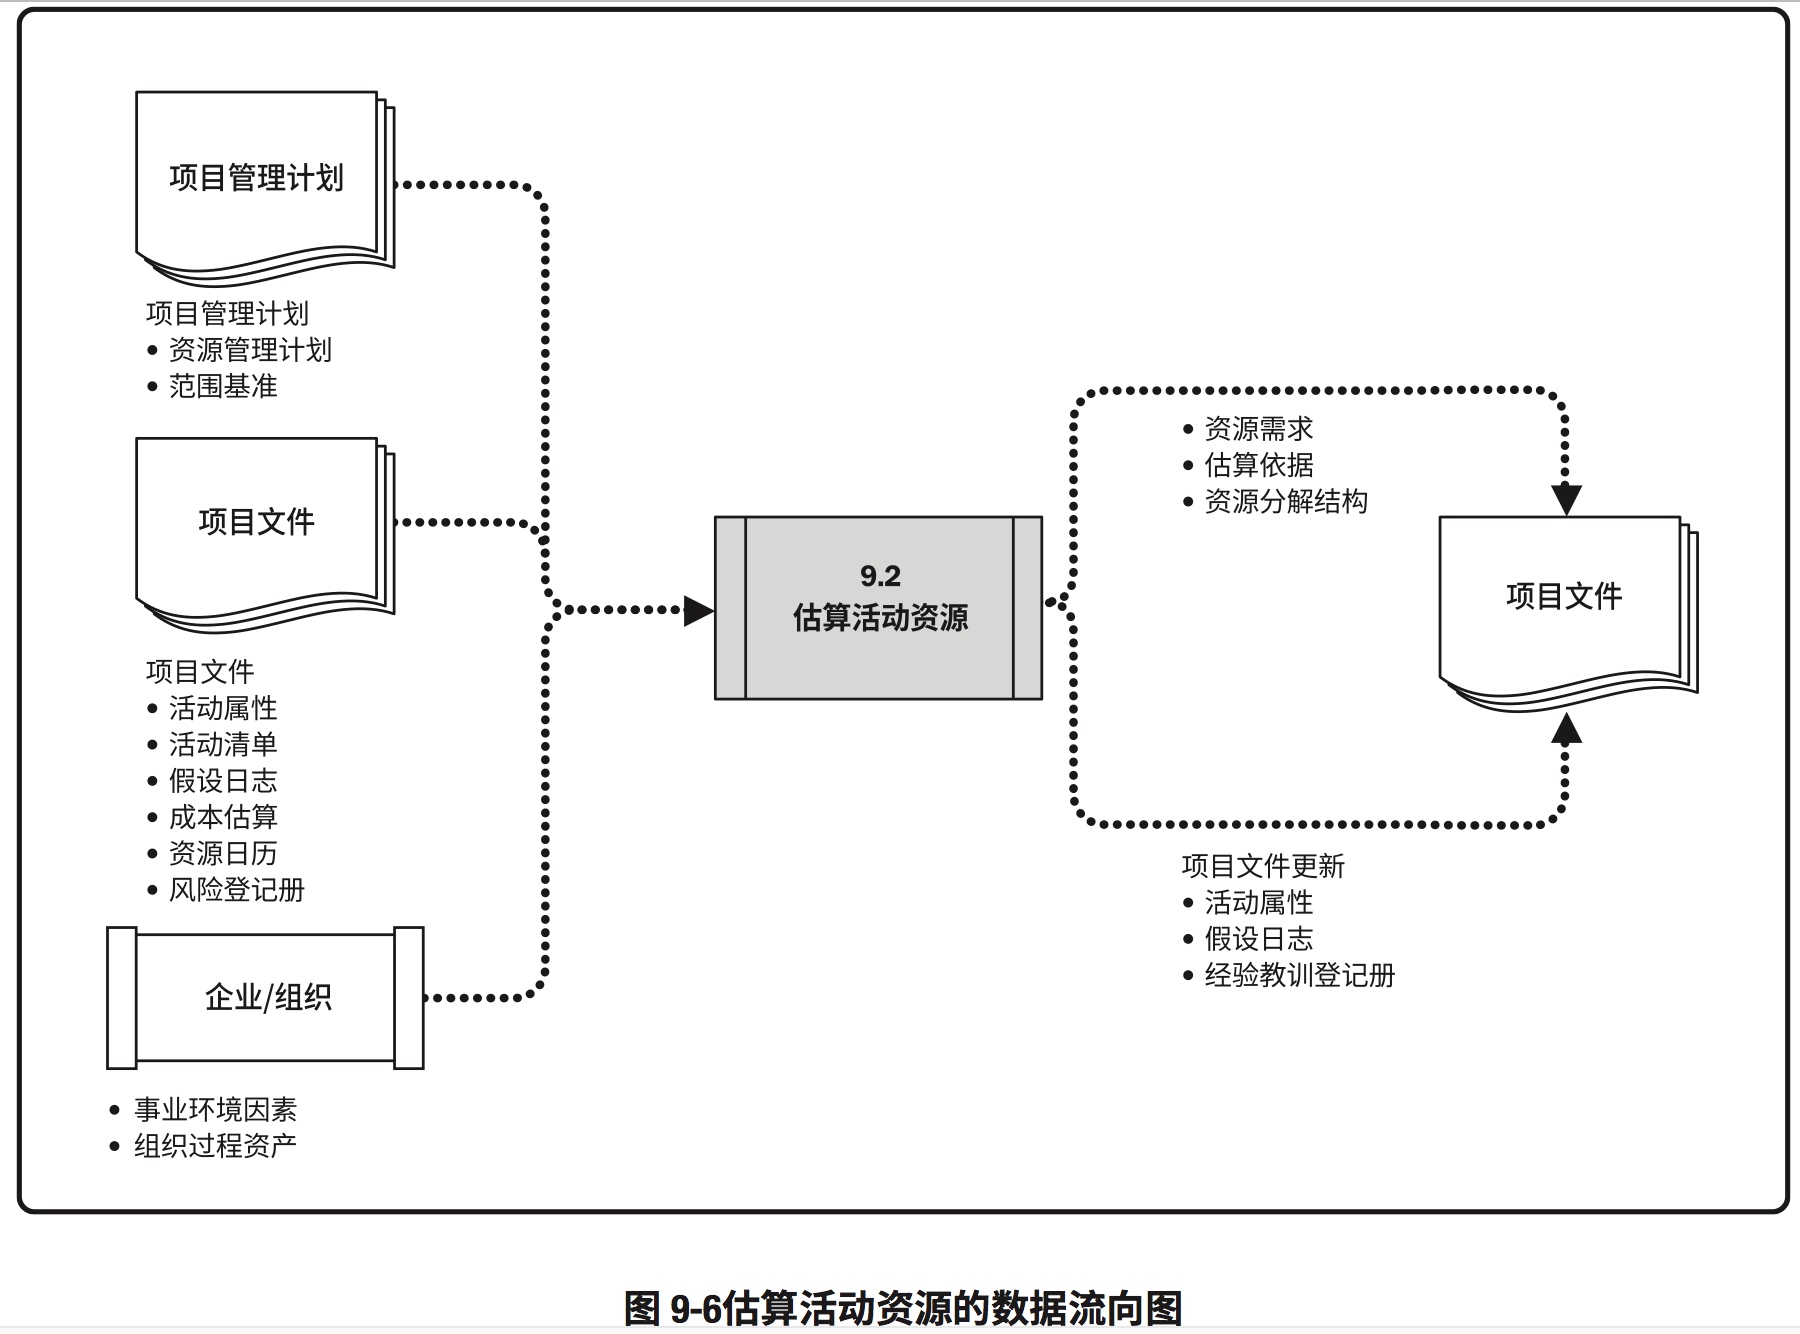 项目管理计划
项目管理计划
• 资源管理计划
• 范围基准
项目文件
项目文件
• 活动属性
• 活动清单
• 假设日志
• 成本估算
• 资源日历
• 风险登记册
企业/组织
• 事业环境因素
• 组织过程资产
9.2
估算活动资源
• 资源需求
• 估算依据
• 资源分解结构
项目文件
项目文件更新
• 活动属性
• 假设日志
• 经验教训登记册
图 9-6估算活动资源的数据流向图